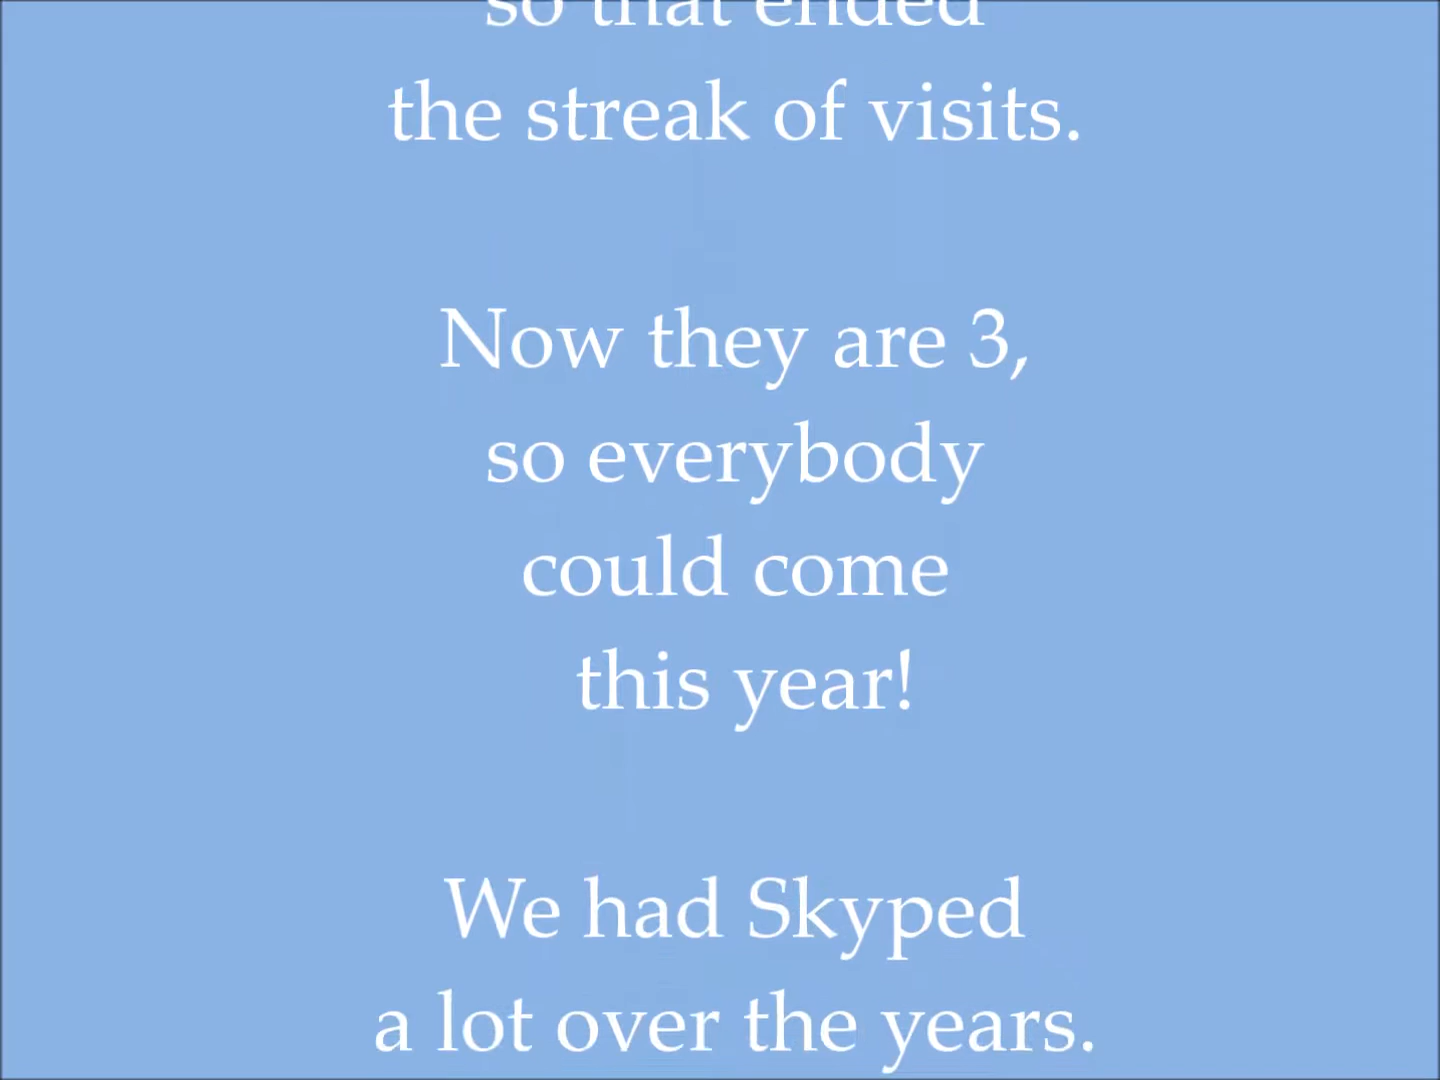 so that ended
the streak of visits.
Now they are 3,
so everybody
could come
this year!
We had Skyped
a lot over the years.